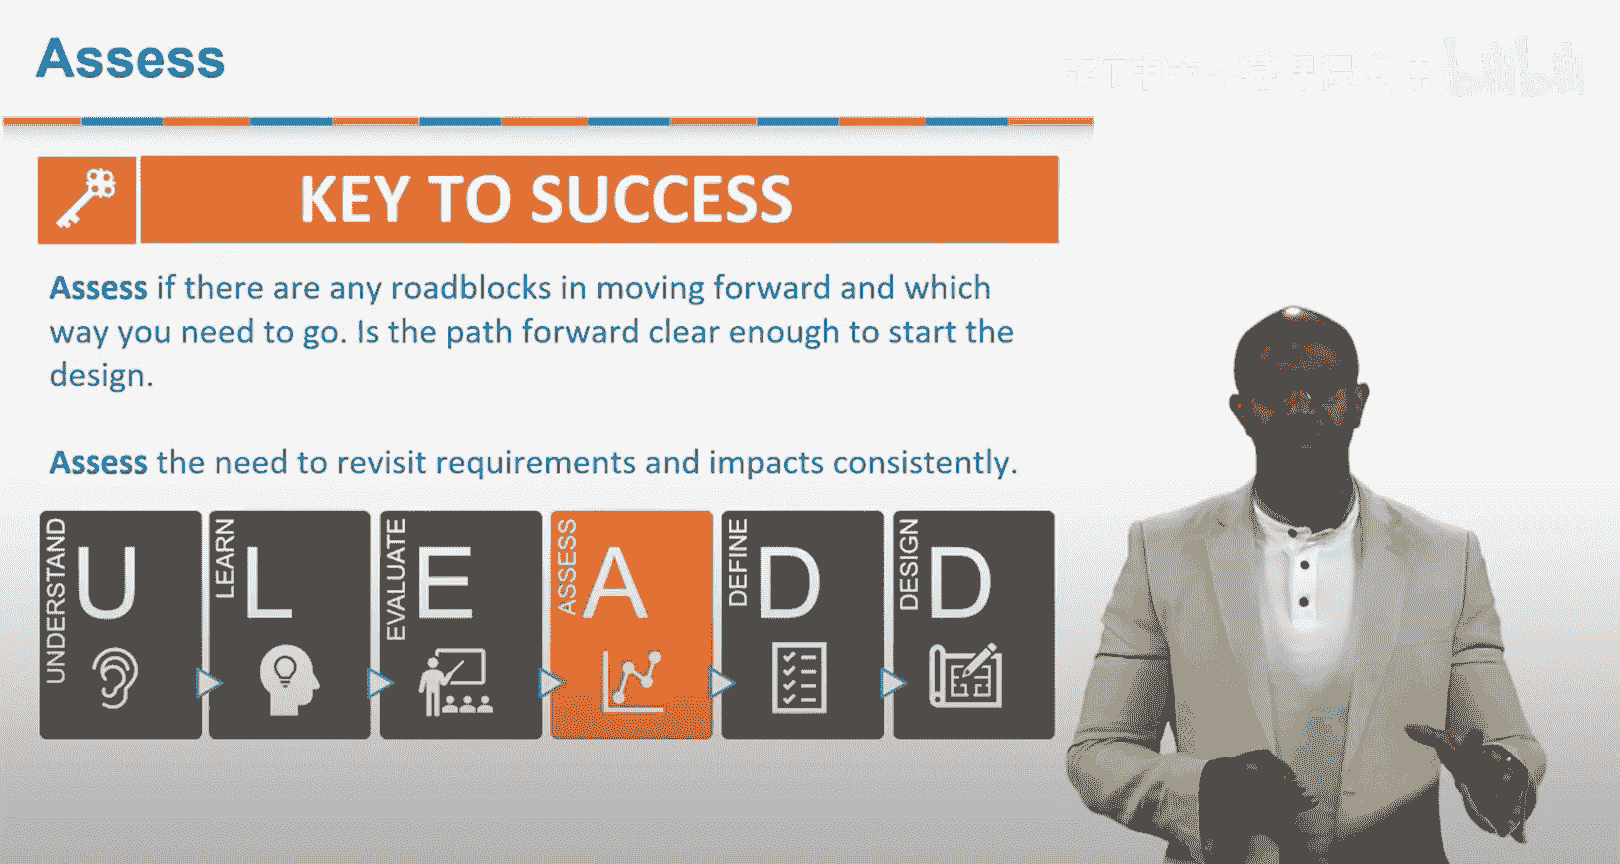 Assess
KEY TO SUCCESS
Assess if there are any roadblocks in moving forward and which
way you need to go. Is the path forward clear enough to start the
design.
Assess the need to revisit requirements and impacts consistently.
UNDERSTAND
U
LEARN
L
EVALUATE
E
ASSESS
A
DEFINE
D
DESIGN
D
bilibili